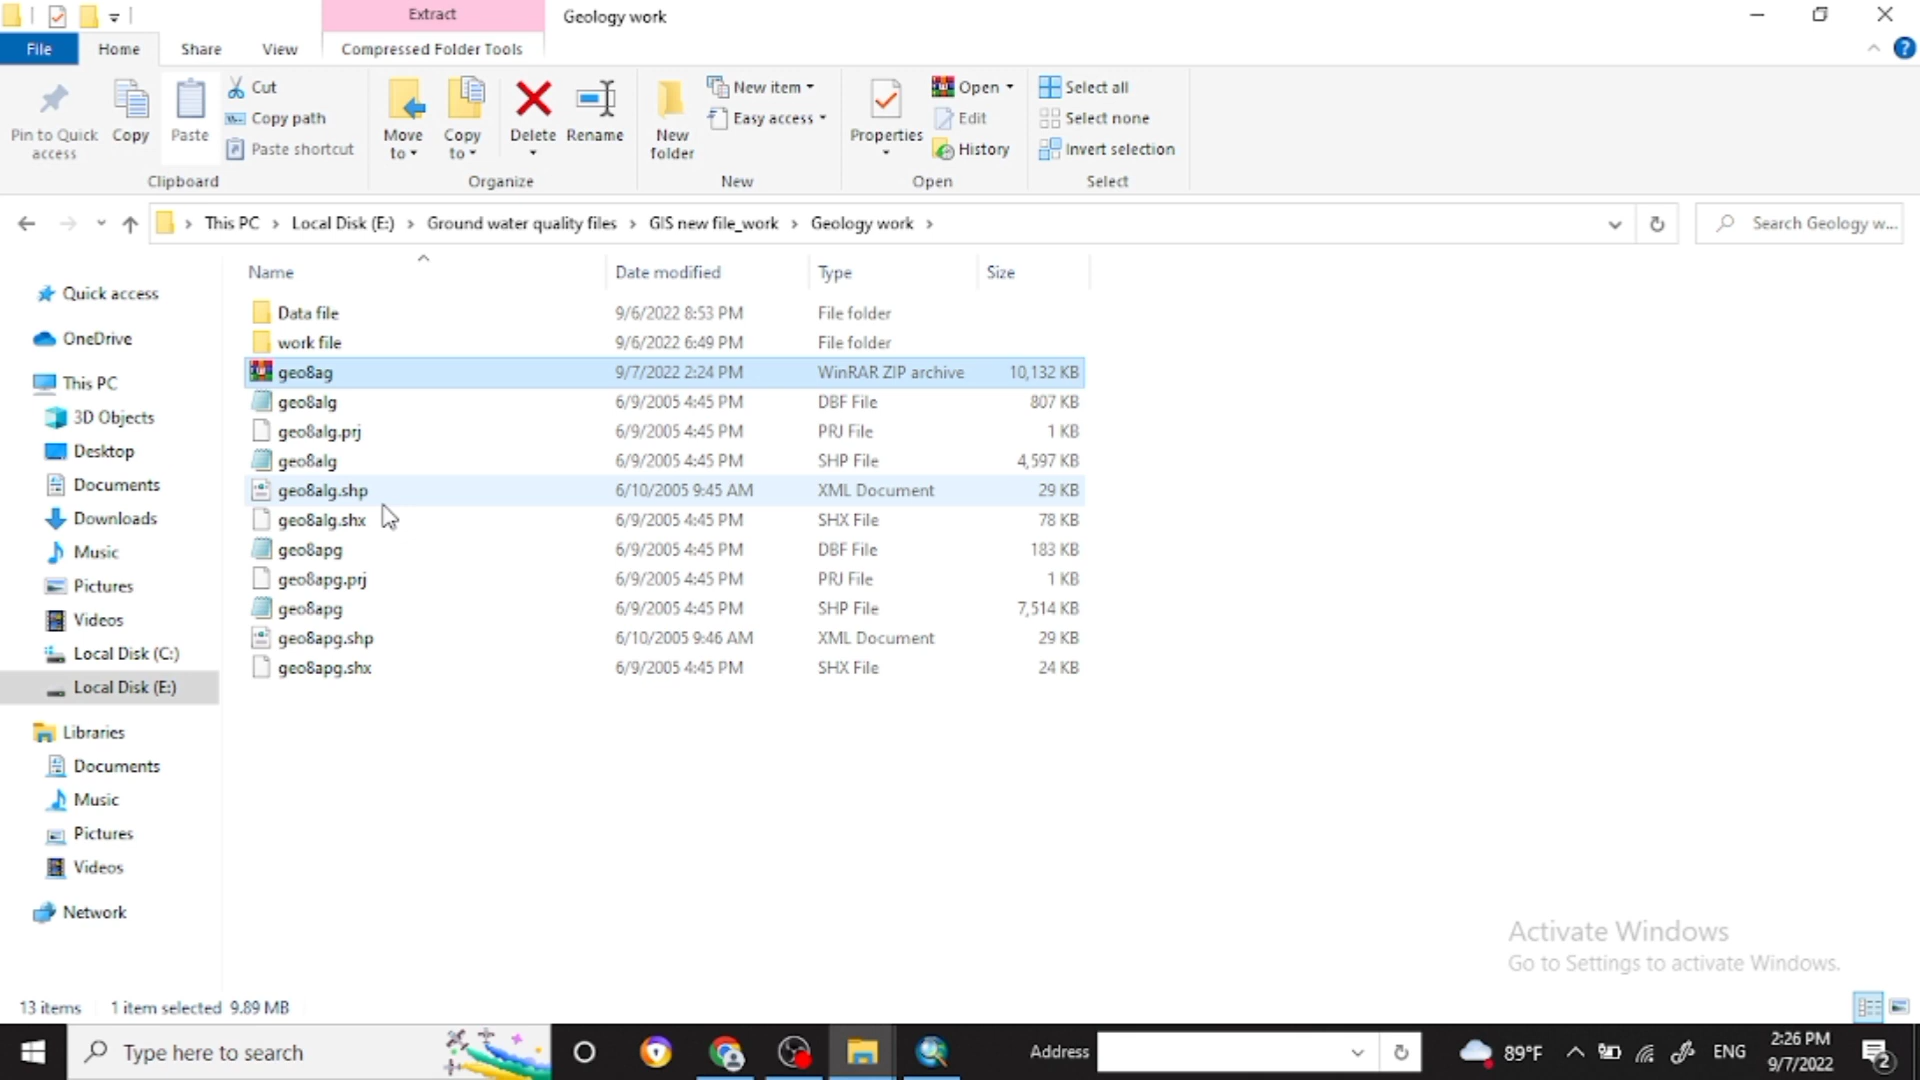 Extract
Geology work
File
Home
Share
View
Compressed Folder Tools
Pin to Quick access
Copy
Paste
Cut
Copy path
Paste shortcut
Clipboard
Move to
Copy to
Delete
Rename
Organize
New folder
New item
Easy access
New
Properties
Open
Edit
History
Open
Select all
Select none
Invert selection
Select
This PC > Local Disk (E:) > Ground water quality files > GIS new file_work > Geology work >
Search Geology w...
Name Date modified Type Size
Data file 9/6/2022 8:53 PM File folder
work file 9/6/2022 6:49 PM File folder
geo8ag 9/7/2022 2:24 PM WinRAR ZIP archive 10,132 KB
geo8alg 6/9/2005 4:45 PM DBF File 807 KB
geo8alg.prj 6/9/2005 4:45 PM PRJ File 1 KB
geo8alg 6/9/2005 4:45 PM SHP File 4,597 KB
geo8alg.shp 6/10/2005 9:45 AM XML Document 29 KB
geo8alg.shx 6/9/2005 4:45 PM SHX File 78 KB
geo8apg 6/9/2005 4:45 PM DBF File 183 KB
geo8apg.prj 6/9/2005 4:45 PM PRJ File 1 KB
geo8apg 6/9/2005 4:45 PM SHP File 7,514 KB
geo8apg.shp 6/10/2005 9:46 AM XML Document 29 KB
geo8apg.shx 6/9/2005 4:45 PM SHX File 24 KB
Quick access
OneDrive
This PC
3D Objects
Desktop
Documents
Downloads
Music
Pictures
Videos
Local Disk (C:)
Local Disk (E:)
Libraries
Documents
Music
Pictures
Videos
Network
Activate Windows
Go to Settings to activate Windows.
13 items 1 item selected 9.89 MB
Type here to search
Address
89°F
ENG
2:26 PM
9/7/2022
2